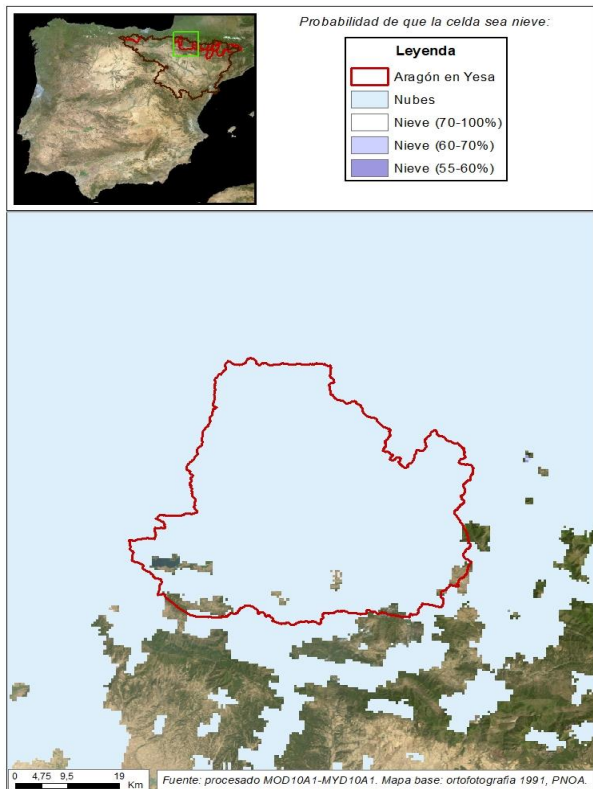 Probabilidad de que la celda sea nieve:
Leyenda
Aragón en Yesa
Nubes
Nieve (70-100%)
Nieve (60-70%)
Nieve (55-60%)
0 4,75 9,5 19
Km
Fuente: procesado MOD10A1-MYD10A1. Mapa base: ortofotografia 1991, PNOA.